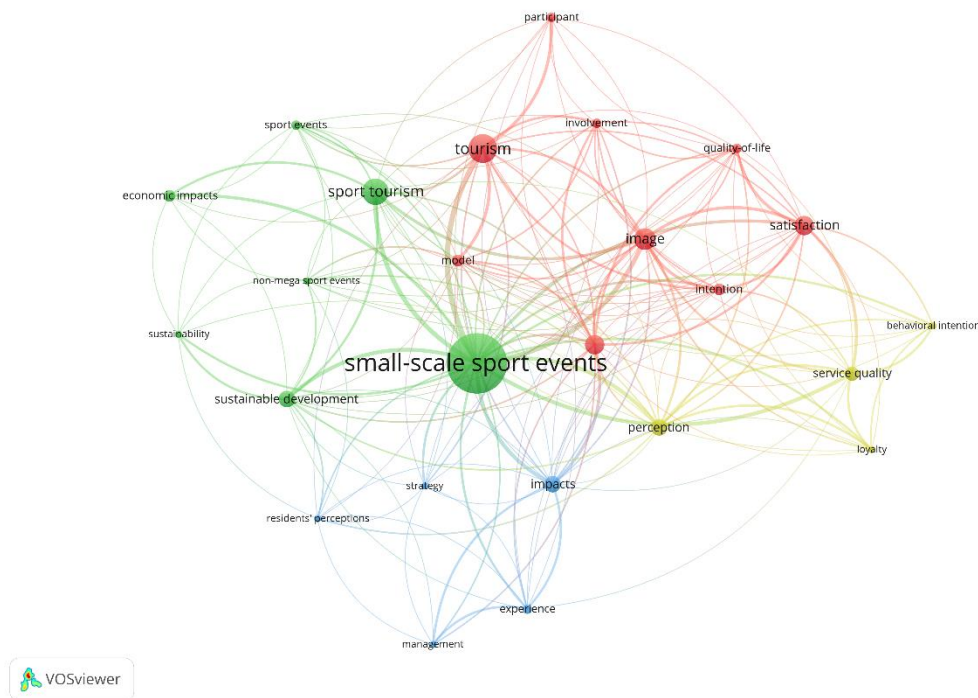 participant
sport events
involvement
tourism
quality-of-life
sport tourism
economic impacts
satisfaction
image
model
non-mega sport events
intention
behavioral intention
sustainability
small-scale sport events
service quality
sustainable development
perception
loyalty
strategy
impacts
residents' perceptions
experience
management
VOSviewer